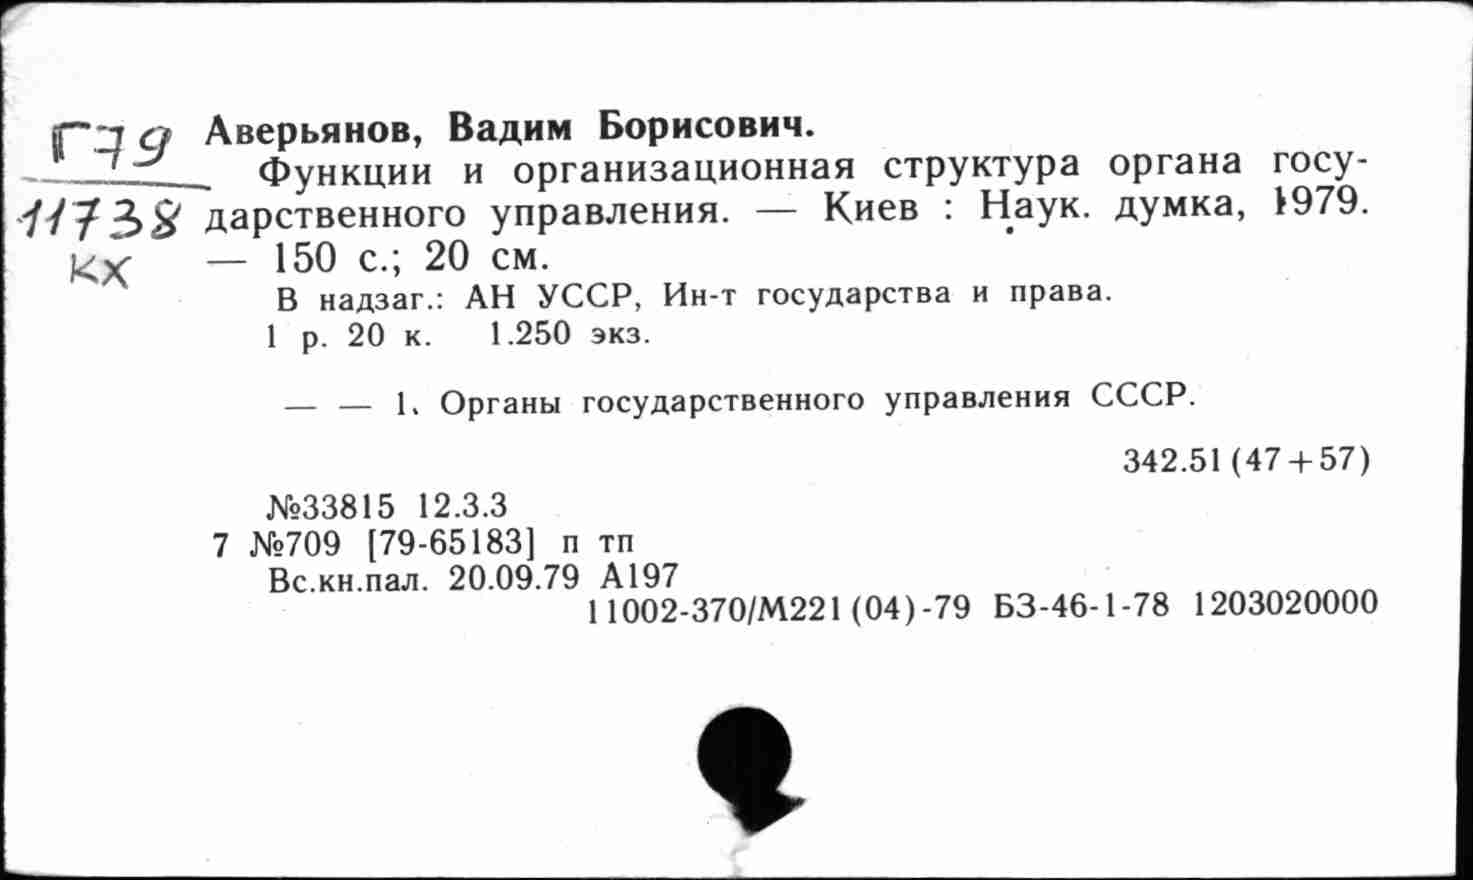 Г79
11738
кх
Аверьянов, Вадим Борисович.
Функции и организационная структура органа госу-
дарственного управления. — Киев : Наук. думка, 1979.
— 150 с.; 20 см.
В надзаг.: АН УССР, Ин-т государства и права.
1 р. 20 к. 1.250 экз.
— — 1. Органы государственного управления СССР.
342.51(47+57)
№33815 12.3.3
7 №709 [79-65183] п тп
Вс.кн.пал. 20.09.79 А197
11002-370/М221(04)-79 БЗ-46-1-78 1203020000